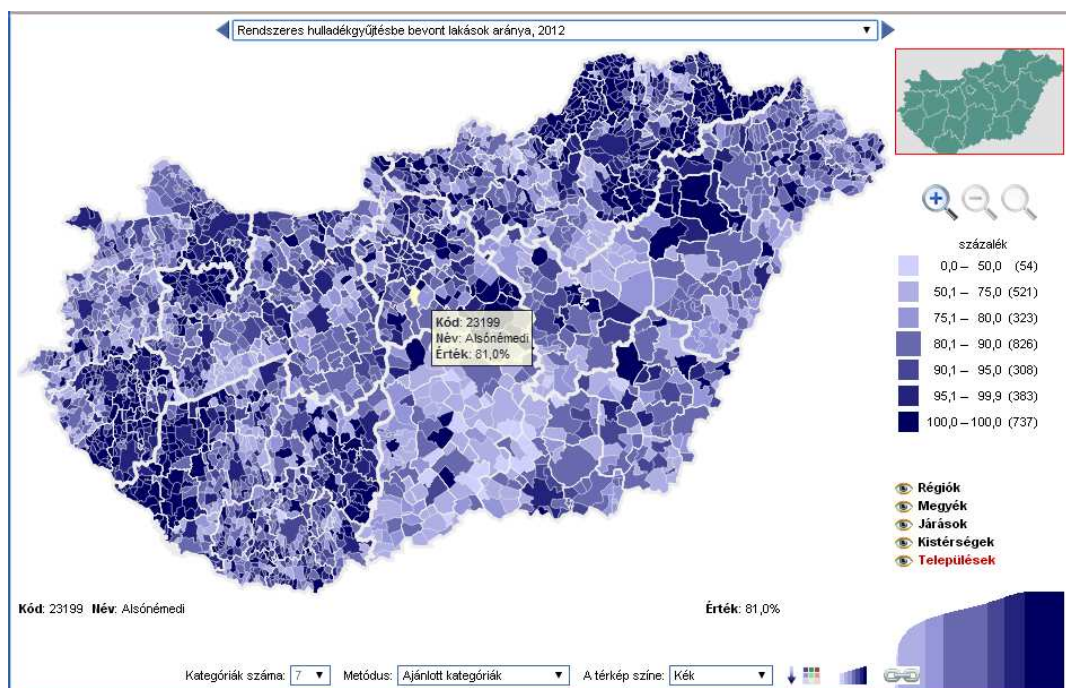 Rendszeres hulladékgyűjtésbe bevont lakások aránya, 2012
Kód: 23199
Név: Alsónémedi
Érték: 81,0%
százalék
0,0 – 50,0 (54)
50,1 – 75,0 (521)
75,1 – 80,0 (323)
80,1 – 90,0 (826)
90,1 – 95,0 (308)
95,1 – 99,9 (383)
100,0 – 100,0 (737)
Régiók
Megyék
Járások
Kistérségek
Települések
Kód: 23199 Név: Alsónémedi Érték: 81,0%
Kategóriák száma: 7 Metódus: Ajánlott kategóriák A térkép színe: Kék